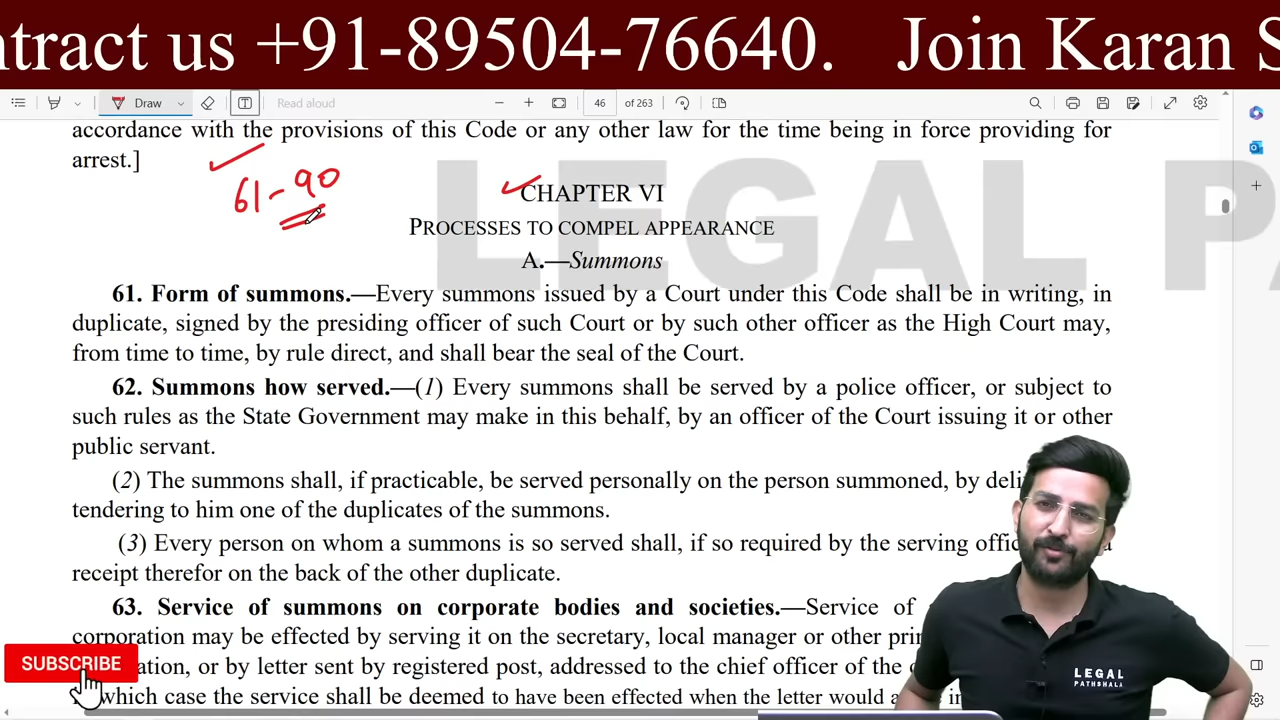 ntract us +91-89504-76640. Join Karan S
Draw
Read aloud
46 of 263
accordance with the provisions of this Code or any other law for the time being in force providing for
arrest.]
61-90
LEGAL PA
CHAPTER VI
PROCESSES TO COMPEL APPEARANCE
A.—Summons
61. Form of summons.—Every summons issued by a Court under this Code shall be in writing, in
duplicate, signed by the presiding officer of such Court or by such other officer as the High Court may,
from time to time, by rule direct, and shall bear the seal of the Court.
62. Summons how served.—(1) Every summons shall be served by a police officer, or subject to
such rules as the State Government may make in this behalf, by an officer of the Court issuing it or other
public servant.
(2) The summons shall, if practicable, be served personally on the person summoned, by deli
tendering to him one of the duplicates of the summons.
(3) Every person on whom a summons is so served shall, if so required by the serving offic
receipt therefor on the back of the other duplicate.
63. Service of summons on corporate bodies and societies.—Service of
corporation may be effected by serving it on the secretary, local manager or other prin
ation, or by letter sent by registered post, addressed to the chief officer of the c
which case the service shall be deemed to have been effected when the letter would a
SUBSCRIBE
LEGAL
PATHSHALA